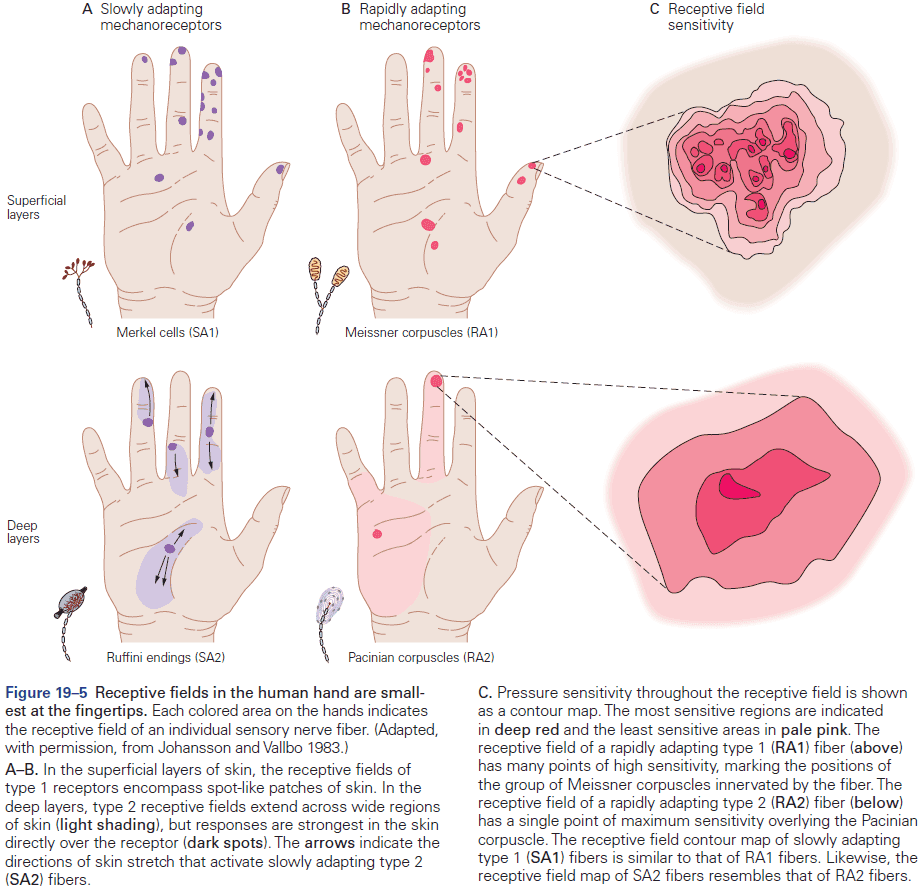 A Slowly adapting
mechanoreceptors
B Rapidly adapting
mechanoreceptors
C Receptive field
sensitivity
Superficial
layers
Merkel cells (SA1)
Meissner corpuscles (RA1)
Deep
layers
Ruffini endings (SA2)
Pacinian corpuscles (RA2)
Figure 19–5 Receptive fields in the human hand are small-
est at the fingertips. Each colored area on the hands indicates
the receptive field of an individual sensory nerve fiber. (Adapted,
with permission, from Johansson and Vallbo 1983.)
A–B. In the superficial layers of skin, the receptive fields of
type 1 receptors encompass spot-like patches of skin. In the
deep layers, type 2 receptive fields extend across wide regions
of skin (light shading), but responses are strongest in the skin
directly over the receptor (dark spots). The arrows indicate the
directions of skin stretch that activate slowly adapting type 2
(SA2) fibers.
C. Pressure sensitivity throughout the receptive field is shown
as a contour map. The most sensitive regions are indicated
in deep red and the least sensitive areas in pale pink. The
receptive field of a rapidly adapting type 1 (RA1) fiber (above)
has many points of high sensitivity, marking the positions of
the group of Meissner corpuscles innervated by the fiber. The
receptive field of a rapidly adapting type 2 (RA2) fiber (below)
has a single point of maximum sensitivity overlying the Pacinian
corpuscle. The receptive field contour map of slowly adapting
type 1 (SA1) fibers is similar to that of RA1 fibers. Likewise, the
receptive field map of SA2 fibers resembles that of RA2 fibers.